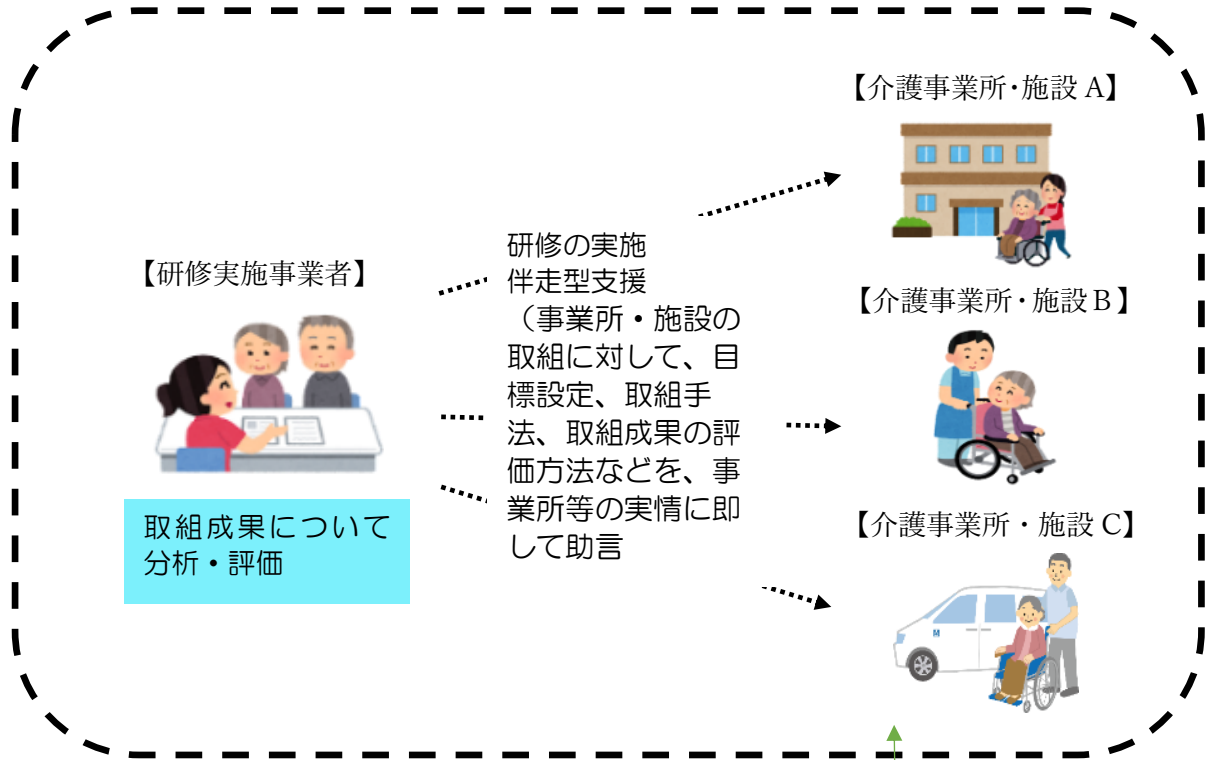 【研修実施事業者】
取組成果について
分析・評価
研修の実施
伴走型支援
（事業所・施設の
取組に対して、目
標設定、取組手
法、取組成果の評
価方法などを、事
業所等の実情に即
して助言
【介護事業所・施設 A】
【介護事業所・施設 B】
【介護事業所・施設 C】